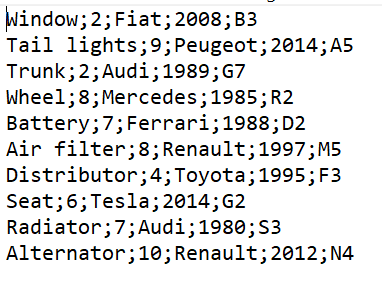 Window;2;Fiat;2008;B3
Tail lights;9;Peugeot;2014;A5
Trunk;2;Audi;1989;G7
Wheel;8;Mercedes;1985;R2
Battery;7;Ferrari;1988;D2
Air filter;8;Renault;1997;M5
Distributor;4;Toyota;1995;F3
Seat;6;Tesla;2014;G2
Radiator;7;Audi;1980;S3
Alternator;10;Renault;2012;N4